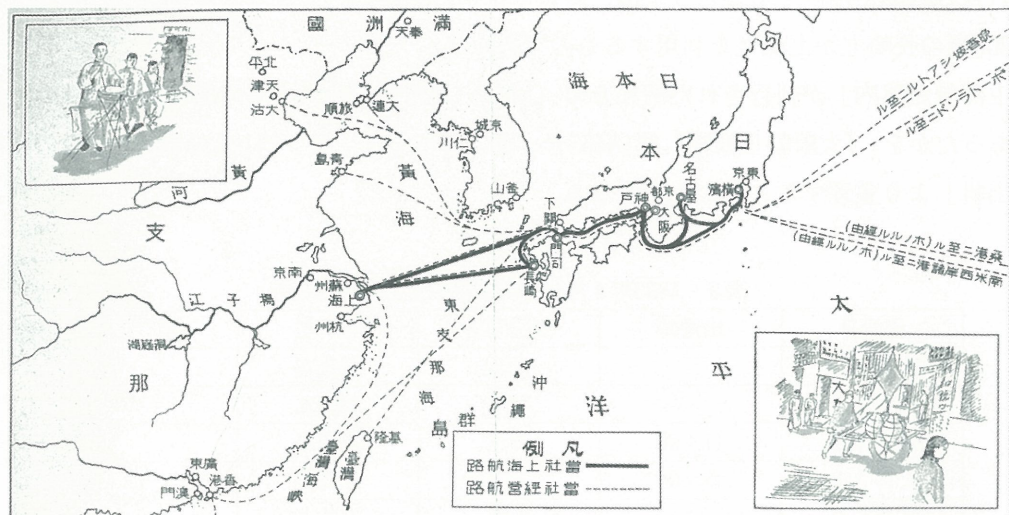 滿洲國
奉天
北平
天津
大沽
旅順
大連
日本海
京城
仁川
青島
黃河
黃海
釜山
日本
東京
横濱
名古屋
京都
大阪
神戸
下關
門司
長崎
晩香坡シアトルニ至ル
ポートランドニ至ル
桑港ニ至ル(ホノルル經由)
南米西岸諸港ニ至ル(ホノルル經由)
支那
南京
蘇州
上海
杭州
揚子江
洞庭湖
東支那海
沖繩群島
太平洋
基隆
臺灣
臺灣海峽
廣東
香港
澳門
凡例
當社上海航路
當社經營航路